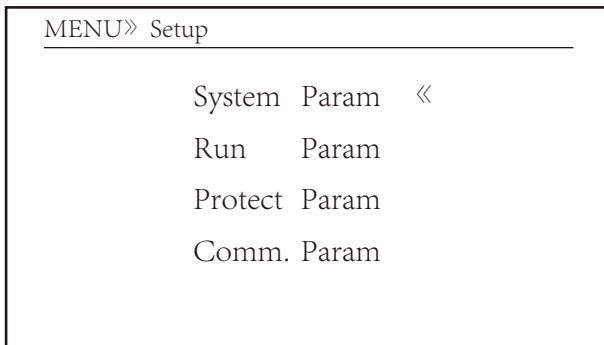 MENU》 Setup
System Param 《
Run Param
Protect Param
Comm. Param